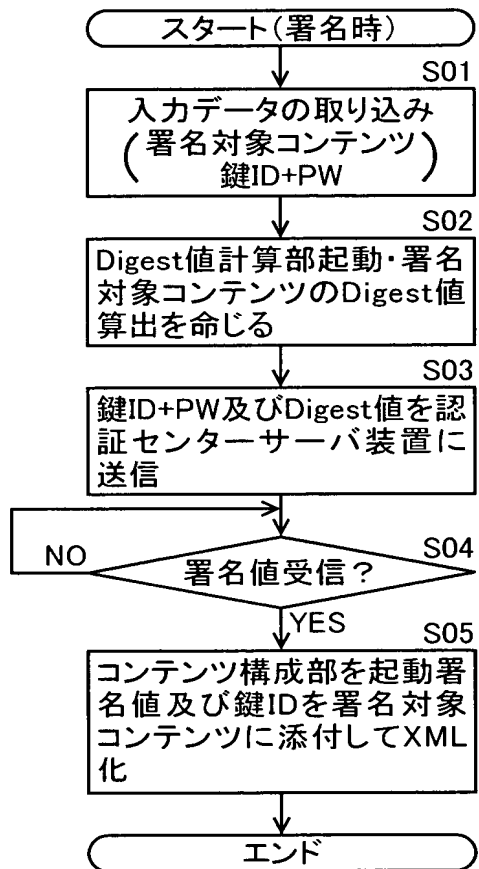 スタート(署名時)
S01
入力データの取り込み
(署名対象コンテンツ)
鍵ID+PW
S02
Digest値計算部起動・署名
対象コンテンツのDigest値
算出を命じる
S03
鍵ID+PW及びDigest値を認
証センターサーバ装置に
送信
S04
NO
署名値受信？
YES
S05
コンテンツ構成部を起動署
名値及び鍵IDを署名対象
コンテンツに添付してXML
化
エンド